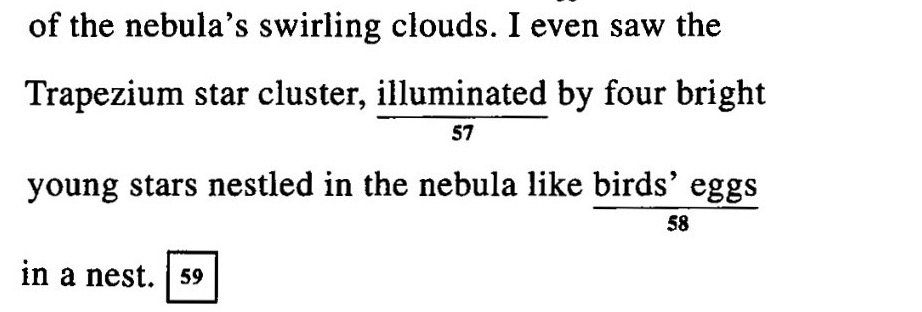 of the nebula’s swirling clouds. I even saw the
Trapezium star cluster, illuminated by four bright
57
young stars nestled in the nebula like birds’ eggs
58
in a nest. 59